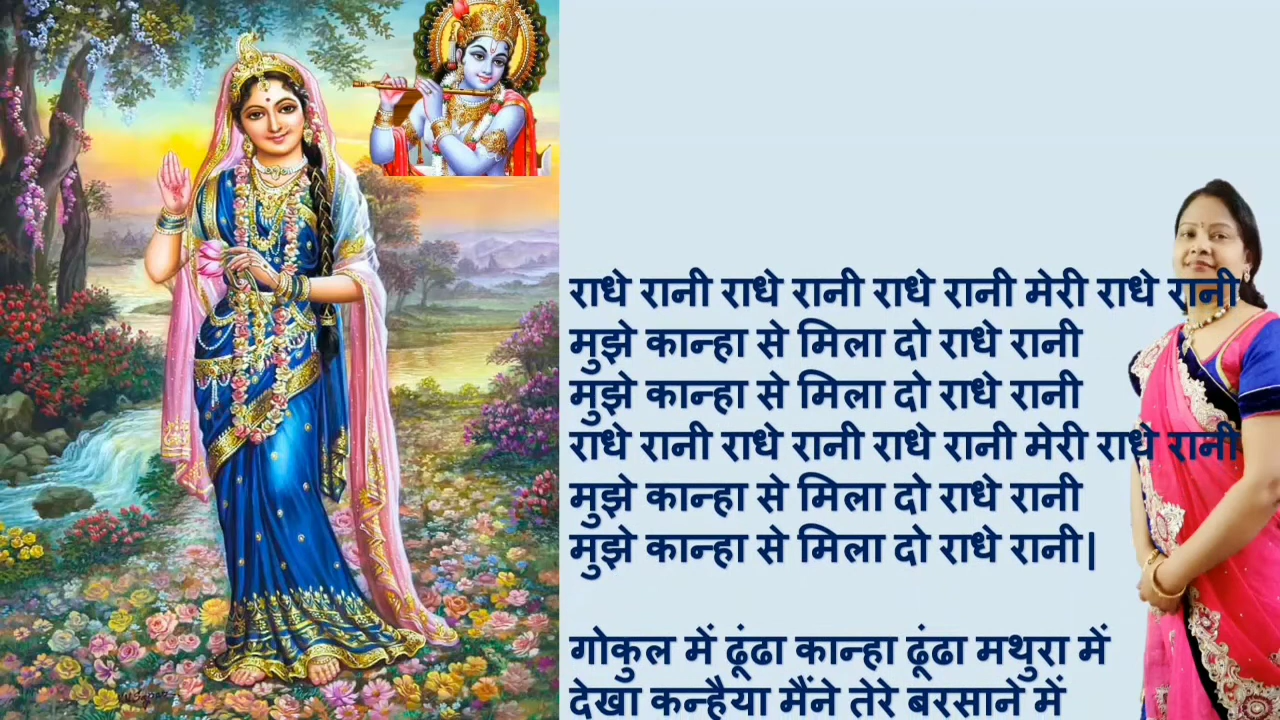 राधे रानी राधे रानी राधे रानी मेरी राधे रानी
मुझे कान्हा से मिला दो राधे रानी
मुझे कान्हा से मिला दो राधे रानी
राधे रानी राधे रानी राधे रानी मेरी राधे रानी
मुझे कान्हा से मिला दो राधे रानी
मुझे कान्हा से मिला दो राधे रानी|
गोकुल में ढूंढा कान्हा ढूंढा मथुरा में
देखा कन्हैया मैंने तेरे बरसाने में